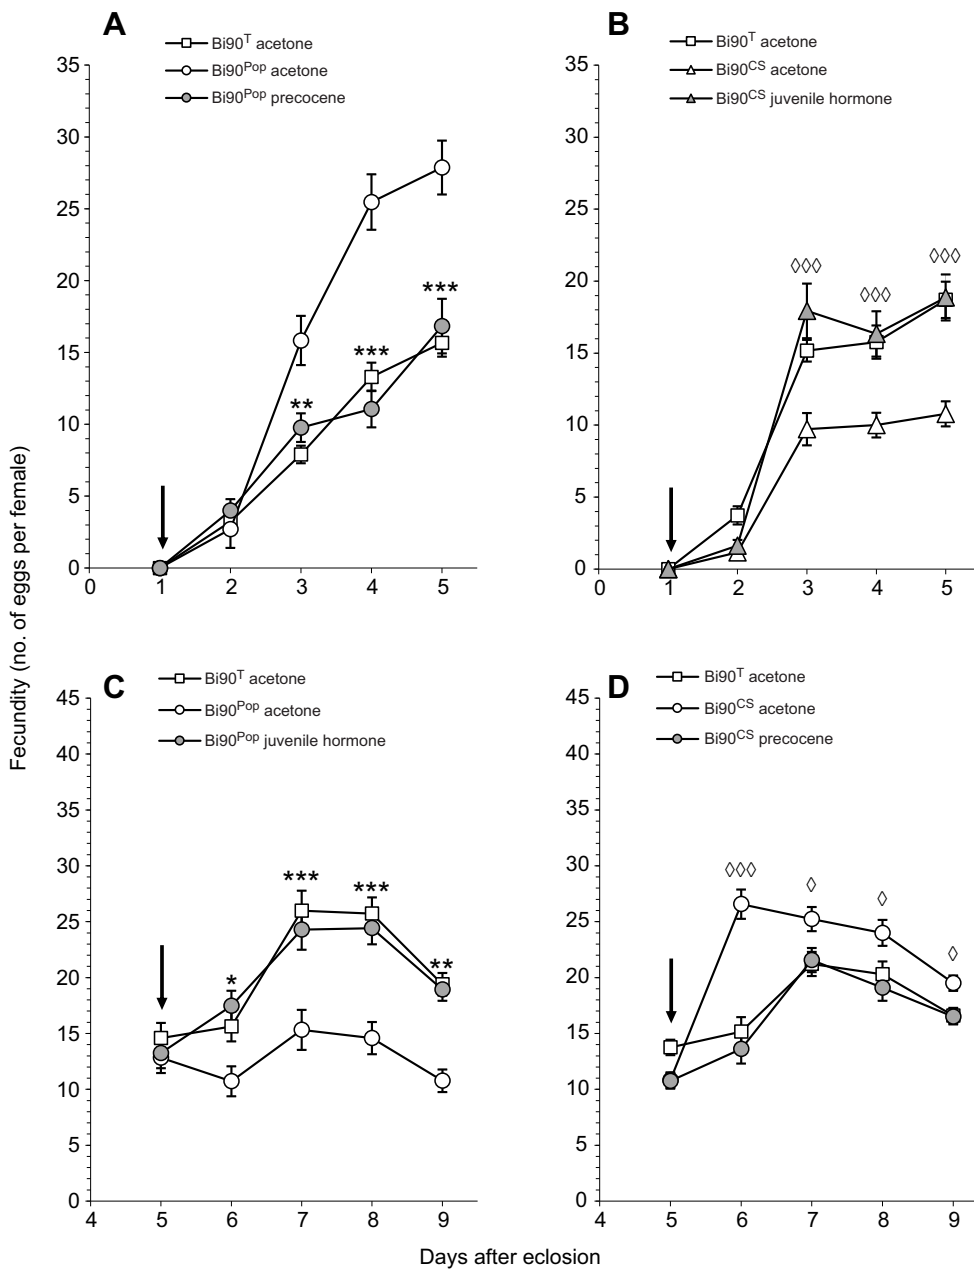 A
Bi90T acetone
Bi90Pop acetone
Bi90Pop precocene
35
30
25
20
15
10
5
0
***
***
**
0 1 2 3 4 5
B
Bi90T acetone
Bi90CS acetone
Bi90CS juvenile hormone
35
30
25
20
15
10
5
0
◊◊◊
◊◊◊
◊◊◊
0 1 2 3 4 5
Fecundity (no. of eggs per female)
C
Bi90T acetone
Bi90Pop acetone
Bi90Pop juvenile hormone
45
40
35
30
25
20
15
10
5
0
***
***
**
*
4 5 6 7 8 9
D
Bi90T acetone
Bi90CS acetone
Bi90CS precocene
45
40
35
30
25
20
15
10
5
0
◊◊◊
◊
◊
◊
4 5 6 7 8 9
Days after eclosion